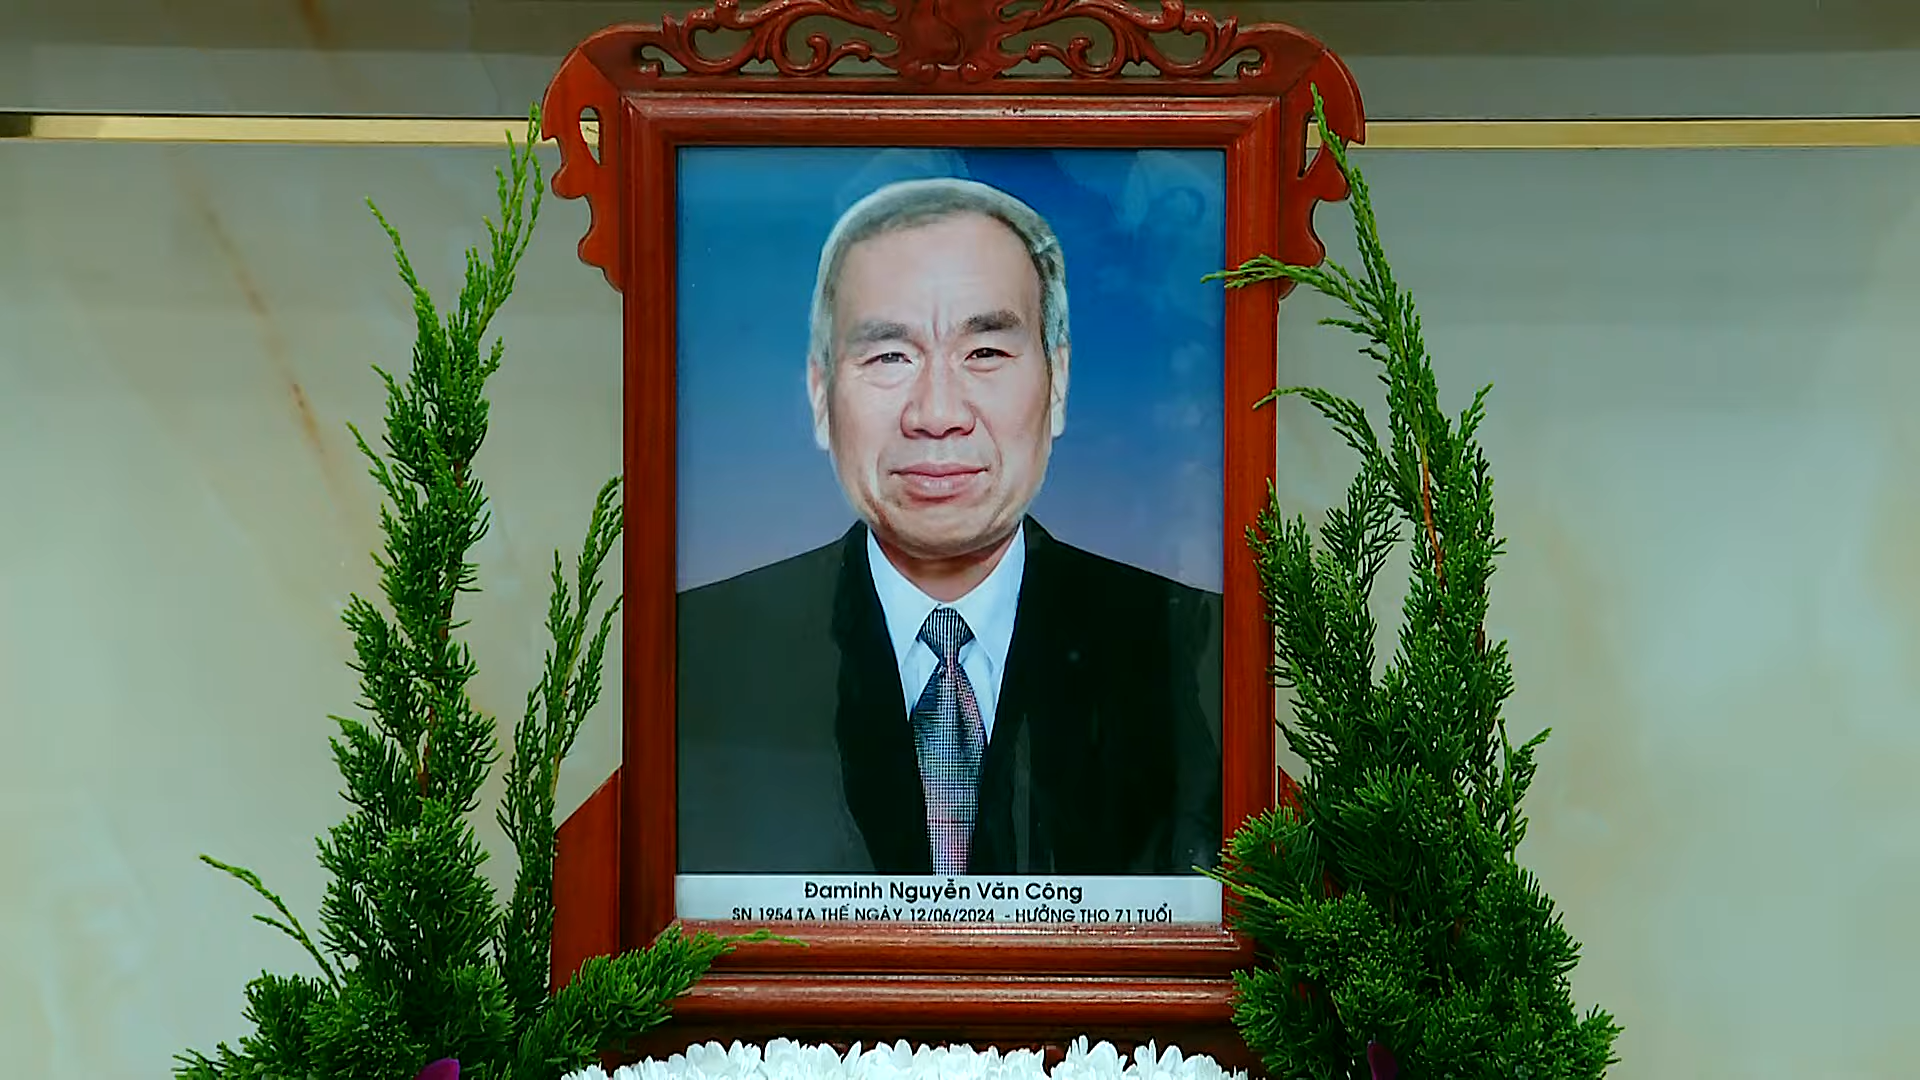 Đaminh Nguyễn Văn Công
SN 1954 TẠ THẾ NGÀY 12/06/2024 - HƯỞNG THỌ 71 TUỔI